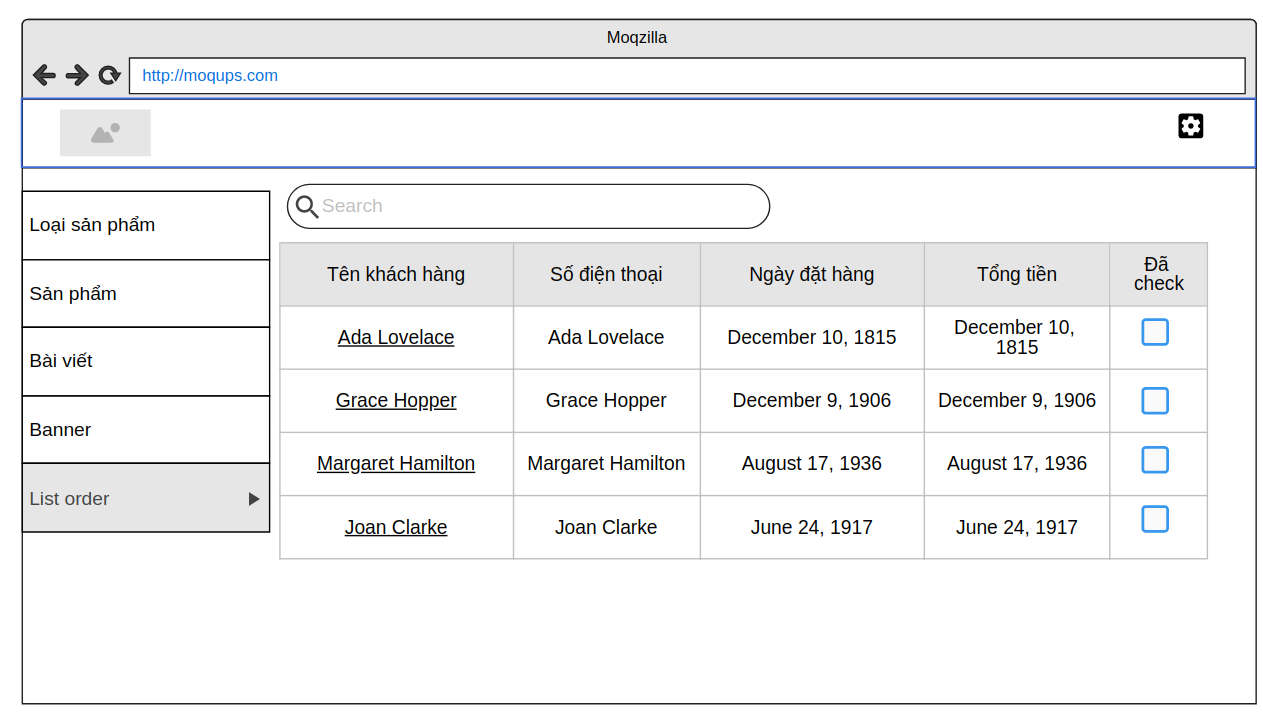 Moqzilla
http://moqups.com
Search
Loại sản phẩm
Sản phẩm
Bài viết
Banner
List order
Tên khách hàng Số điện thoại Ngày đặt hàng Tổng tiền Đã check
Ada Lovelace Ada Lovelace December 10, 1815 December 10, 1815
Grace Hopper Grace Hopper December 9, 1906 December 9, 1906
Margaret Hamilton Margaret Hamilton August 17, 1936 August 17, 1936
Joan Clarke Joan Clarke June 24, 1917 June 24, 1917